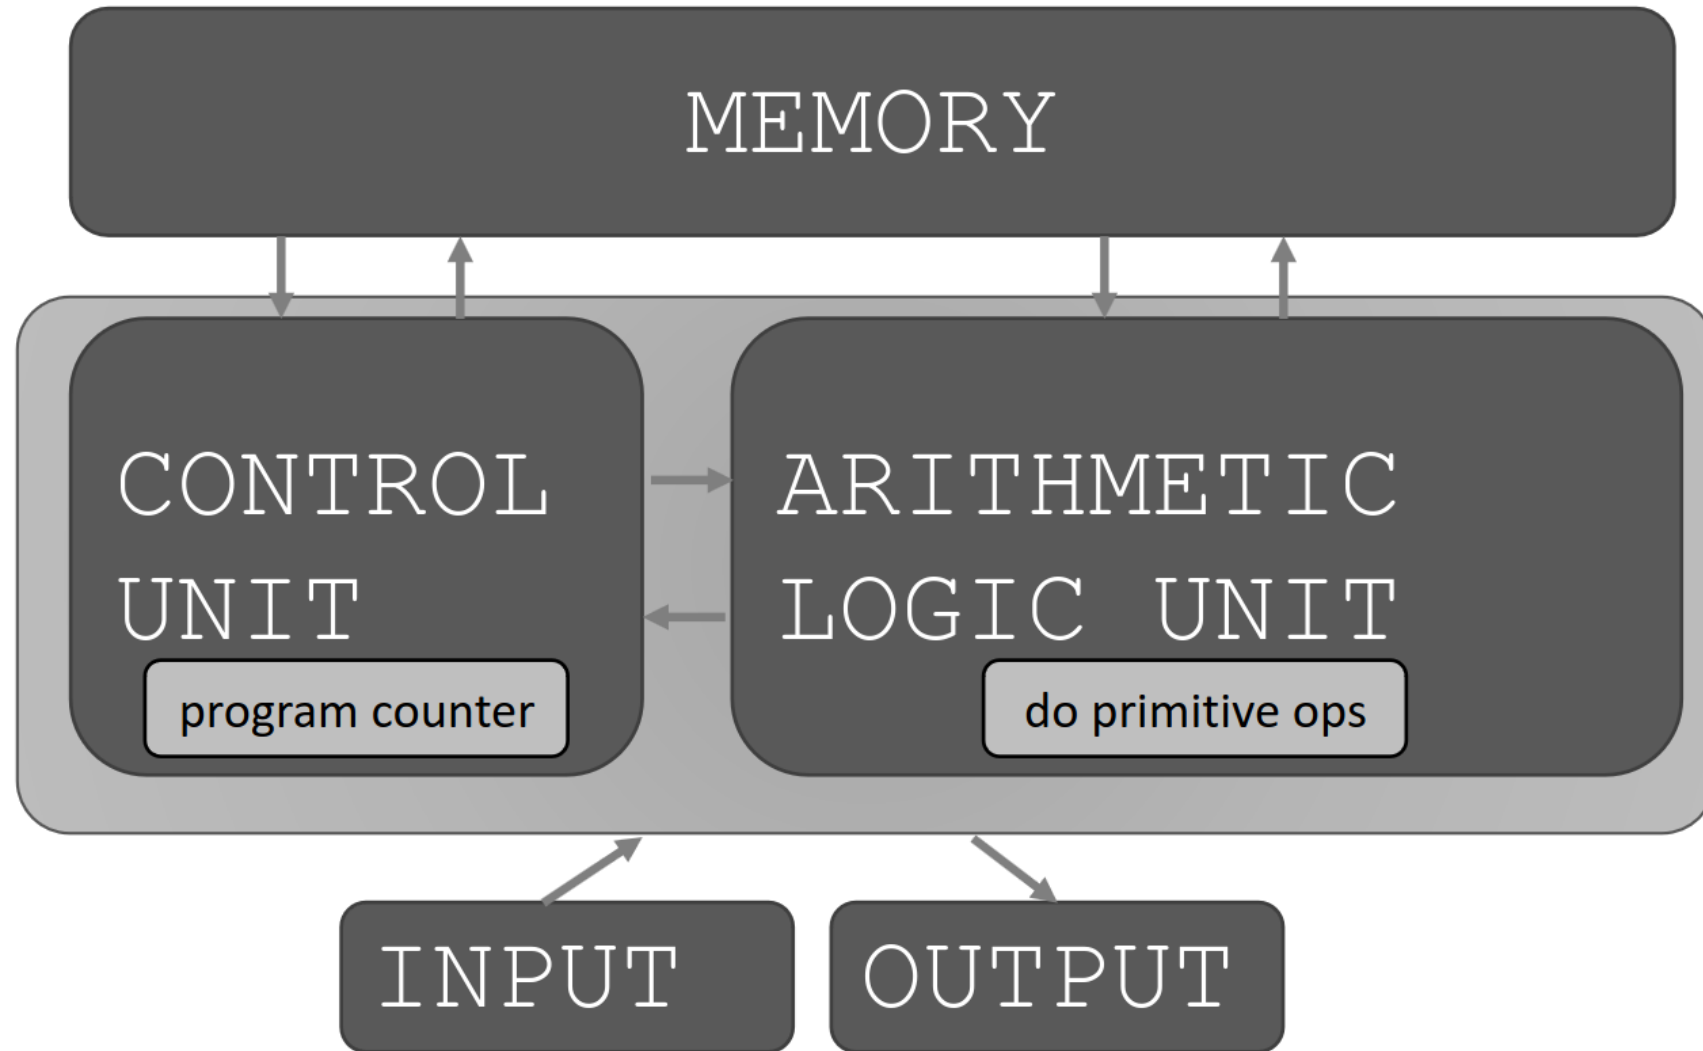 MEMORY
CONTROL
UNIT
program counter
ARITHMETIC
LOGIC UNIT
do primitive ops
INPUT
OUTPUT